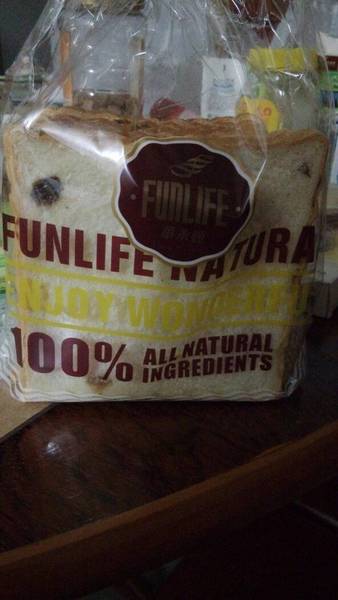 FUNLIFE
FUNLIFE NATURA
ENJOY WONDERFU
100% ALL NATURAL
INGREDIENTS